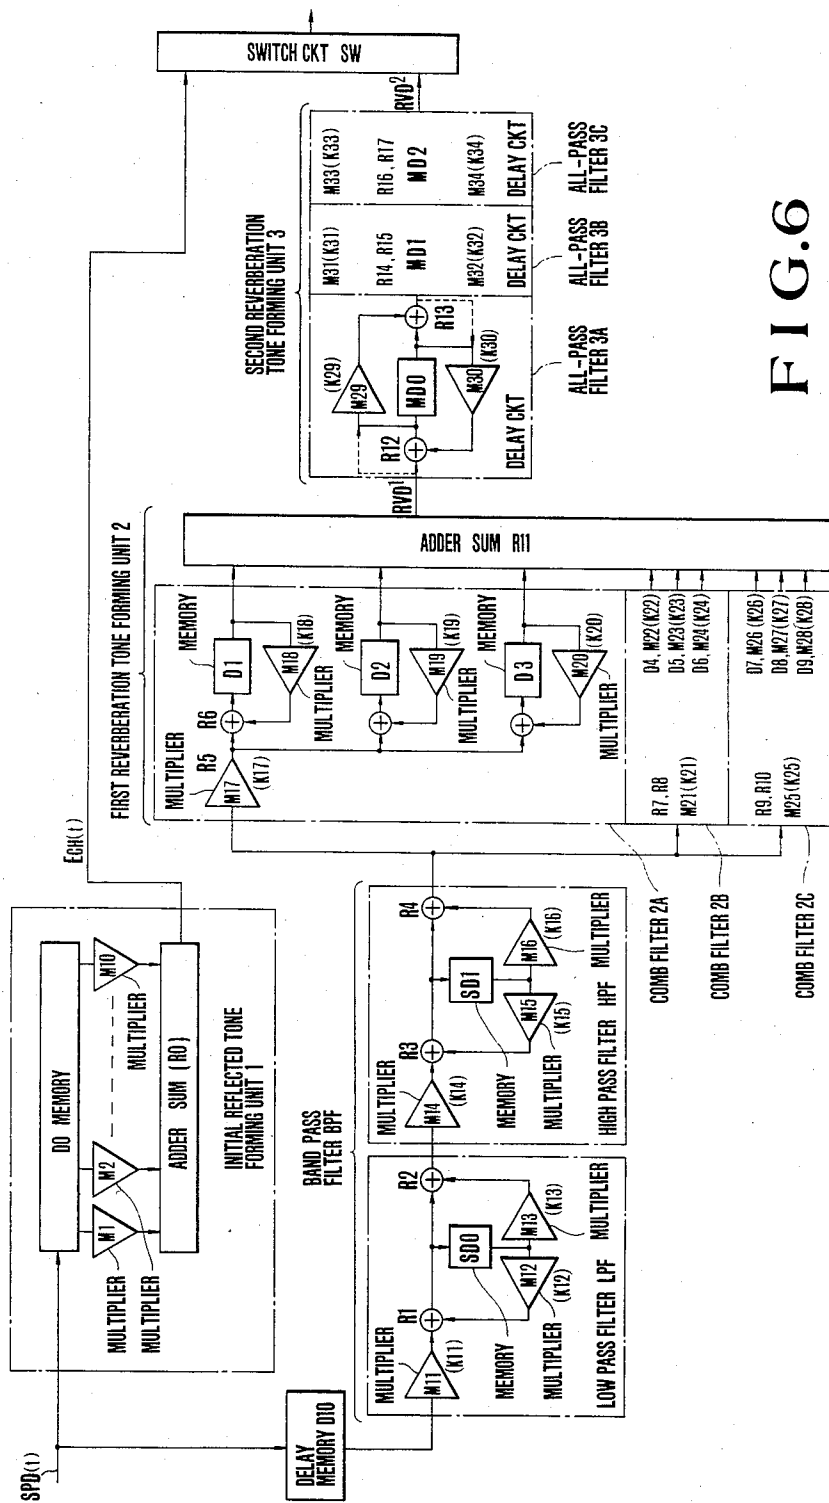 SPD(t)
DO MEMORY
M1
M2
M10
MULTIPLIER
MULTIPLIER
MULTIPLIER
ADDER SUM (RO)
INITIAL REFLECTED TONE
FORMING UNIT 1
ECH(t)
SWITCH CKT SW
DELAY
MEMORY D10
BAND PASS
FILTER BPF
MULTIPLIER
M11
(K11)
R1
R2
SD0
MEMORY
M12
(K12)
MULTIPLIER
M13
(K13)
MULTIPLIER
LOW PASS FILTER LPF
MULTIPLIER
M14
(K14)
R3
R4
SD1
MEMORY
M15
(K15)
MULTIPLIER
M16
(K16)
MULTIPLIER
HIGH PASS FILTER HPF
FIRST REVERBERATION TONE FORMING UNIT 2
MULTIPLIER
M17
(K17)
R5
R6
MEMORY
D1
M18
(K18)
MULTIPLIER
MEMORY
D2
M19
(K19)
MULTIPLIER
MEMORY
D3
M20
(K20)
MULTIPLIER
R7, R8
M21(K21)
D4, M22(K22)
D5, M23(K23)
D6, M24(K24)
R9, R10
M25(K25)
D7, M26(K26)
D8, M27(K27)
D9, M28(K28)
COMB FILTER 2A
COMB FILTER 2B
COMB FILTER 2C
ADDER SUM R11
RVD1
SECOND REVERBERATION
TONE FORMING UNIT 3
R12
(K29)
M29
MD0
M30
(K30)
R13
DELAY CKT
M31(K31)
R14, R15
MD1
M32(K32)
DELAY CKT
M33(K33)
R16, R17
MD2
M34(K34)
DELAY CKT
RVD2
ALL-PASS
FILTER 3A
ALL-PASS
FILTER 3B
ALL-PASS
FILTER 3C
FIG.6